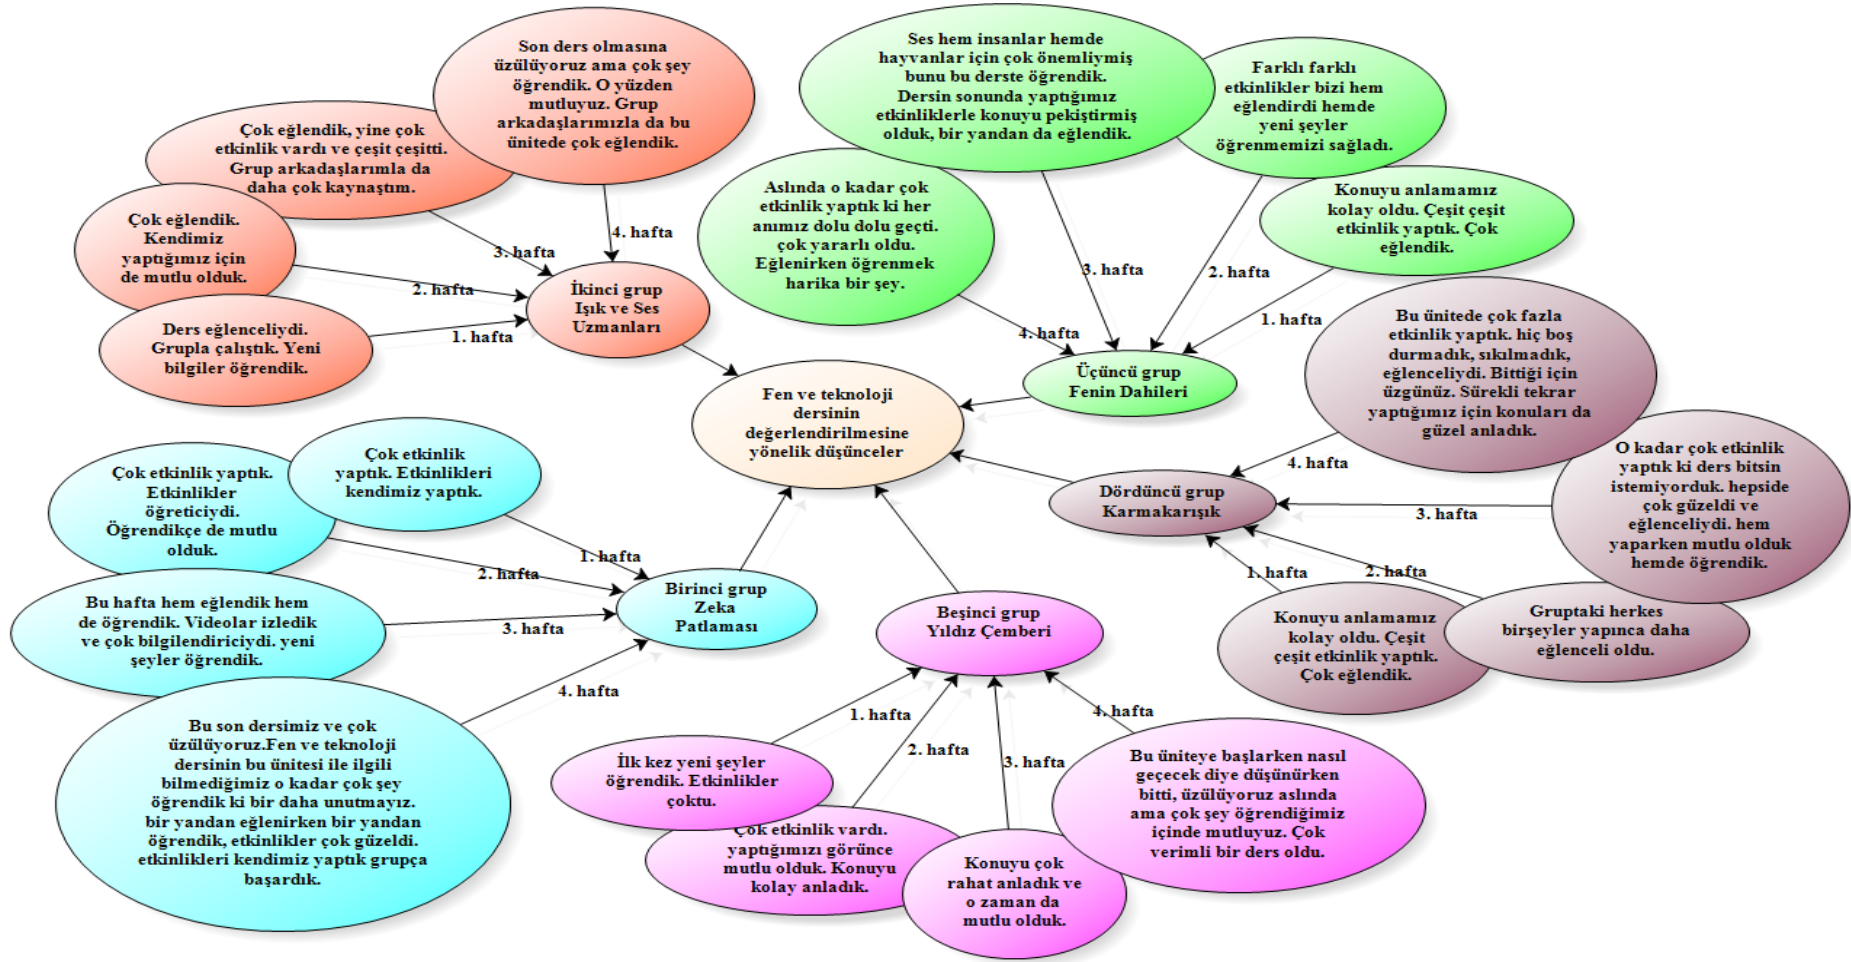 Son ders olmasına
üzülüyoruz ama çok şey
öğrendik. O yüzden
mutluyuz. Grup
arkadaşlarımızla da bu
ünitede çok eğlendik.
Çok eğlendik, yine çok
etkinlik vardı ve çeşit çeşitti.
Grup arkadaşlarımla da
daha çok kaynaştım.
Çok eğlendik.
Kendimiz
yaptığımız için
de mutlu olduk.
Ders eğlenceliydi.
Grupla çalıştık. Yeni
bilgiler öğrendik.
4. hafta
3. hafta
2. hafta
1. hafta
İkinci grup
Işık ve Ses
Uzmanları
Ses hem insanlar hemde
hayvanlar için çok önemliymiş
bunu bu derste öğrendik.
Dersin sonunda yaptığımız
etkinliklerle konuyu pekiştirmiş
olduk, bir yandan da eğlendik.
Farklı farklı
etkinlikler bizi hem
eğlendirdi hemde
yeni şeyler
öğrenmemizi sağladı.
Aslında o kadar çok
etkinlik yaptık ki her
anımız dolu dolu geçti.
çok yararlı oldu.
Eğlenirken öğrenmek
harika bir şey.
Konuyu anlamamız
kolay oldu. Çeşit çeşit
etkinlik yaptık. Çok
eğlendik.
3. hafta
2. hafta
1. hafta
4. hafta
Üçüncü grup
Fenin Dahileri
Fen ve teknoloji
dersinin
değerlendirilmesine
yönelik düşünceler
Bu ünitede çok fazla
etkinlik yaptık. hiç boş
durmadık, sıkılmadık,
eğlenceliydi. Bittiği için
üzgünüz. Sürekli tekrar
yaptığımız için konuları da
güzel anladık.
O kadar çok etkinlik
yaptık ki ders bitsin
istemiyorduk. hepside
çok güzeldi ve
eğlenceliydi. hem
yaparken mutlu olduk
hemde öğrendik.
4. hafta
3. hafta
2. hafta
1. hafta
Dördüncü grup
Karmakarışık
Konuyu anlamamız
kolay oldu. Çeşit
çeşit etkinlik yaptık.
Çok eğlendik.
Gruptaki herkes
birşeyler yapınca daha
eğlenceli oldu.
Çok etkinlik
yaptık. Etkinlikleri
kendimiz yaptık.
Çok etkinlik yaptık.
Etkinlikler
öğreticiydi.
Öğrendikçe de mutlu
olduk.
Bu hafta hem eğlendik hem
de öğrendik. Videolar izledik
ve çok bilgilendiriciydi. yeni
şeyler öğrendik.
Bu son dersimiz ve çok
üzülüyoruz.Fen ve teknoloji
dersinin bu ünitesi ile ilgili
bilmediğimiz o kadar çok şey
öğrendik ki bir daha unutmayız.
bir yandan eğlenirken bir yandan
öğrendik, etkinlikler çok güzeldi.
etkinlikleri kendimiz yaptık grupça
başardık.
1. hafta
2. hafta
3. hafta
4. hafta
Birinci grup
Zeka
Patlaması
Beşinci grup
Yıldız Çemberi
1. hafta
2. hafta
3. hafta
4. hafta
İlk kez yeni şeyler
öğrendik. Etkinlikler
çoktu.
Çok etkinlik vardı.
yaptığımızı görünce
mutlu olduk. Konuyu
kolay anladık.
Konuyu çok
rahat anladık ve
o zaman da
mutlu olduk.
Bu üniteye başlarken nasıl
geçecek diye düşünürken
bitti, üzülüyoruz aslında
ama çok şey öğrendiğimiz
içinde mutluyuz. Çok
verimli bir ders oldu.